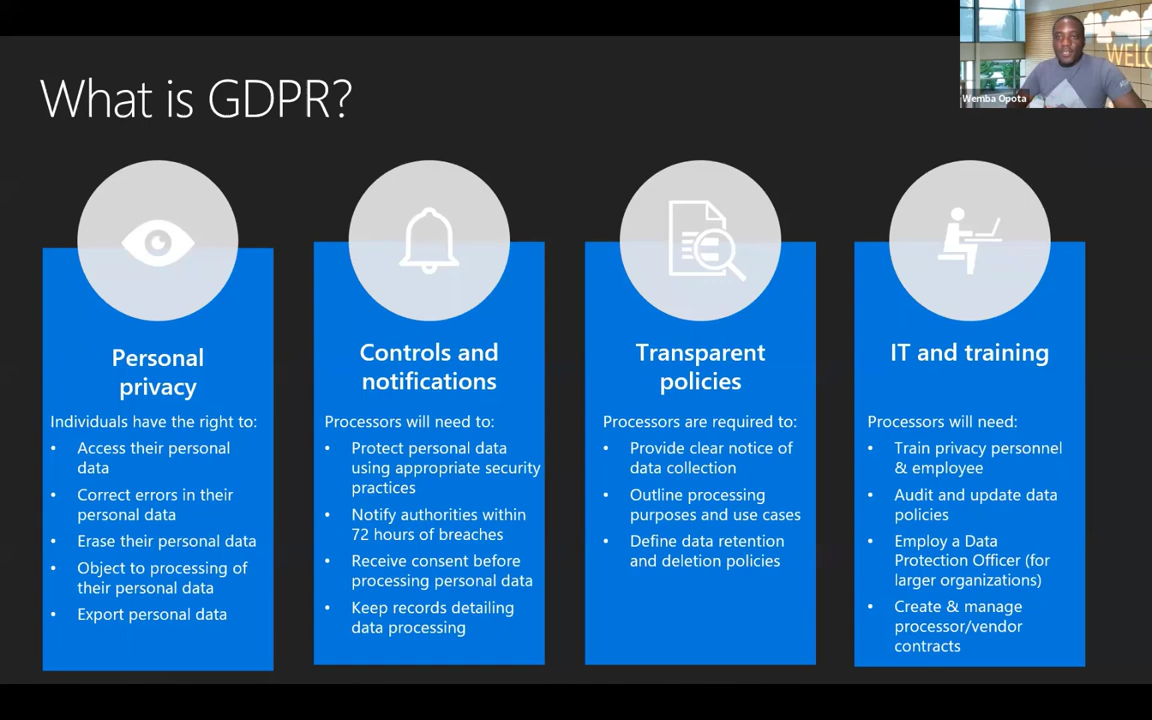 What is GDPR?
WELC
Wemba Opota
Personal
privacy
Individuals have the right to:
• Access their personal
data
• Correct errors in their
personal data
• Erase their personal data
• Object to processing of
their personal data
• Export personal data
Controls and
notifications
Processors will need to:
• Protect personal data
using appropriate security
practices
• Notify authorities within
72 hours of breaches
• Receive consent before
processing personal data
• Keep records detailing
data processing
Transparent
policies
Processors are required to:
• Provide clear notice of
data collection
• Outline processing
purposes and use cases
• Define data retention
and deletion policies
IT and training
Processors will need:
• Train privacy personnel
& employee
• Audit and update data
policies
• Employ a Data
Protection Officer (for
larger organizations)
• Create & manage
processor/vendor
contracts